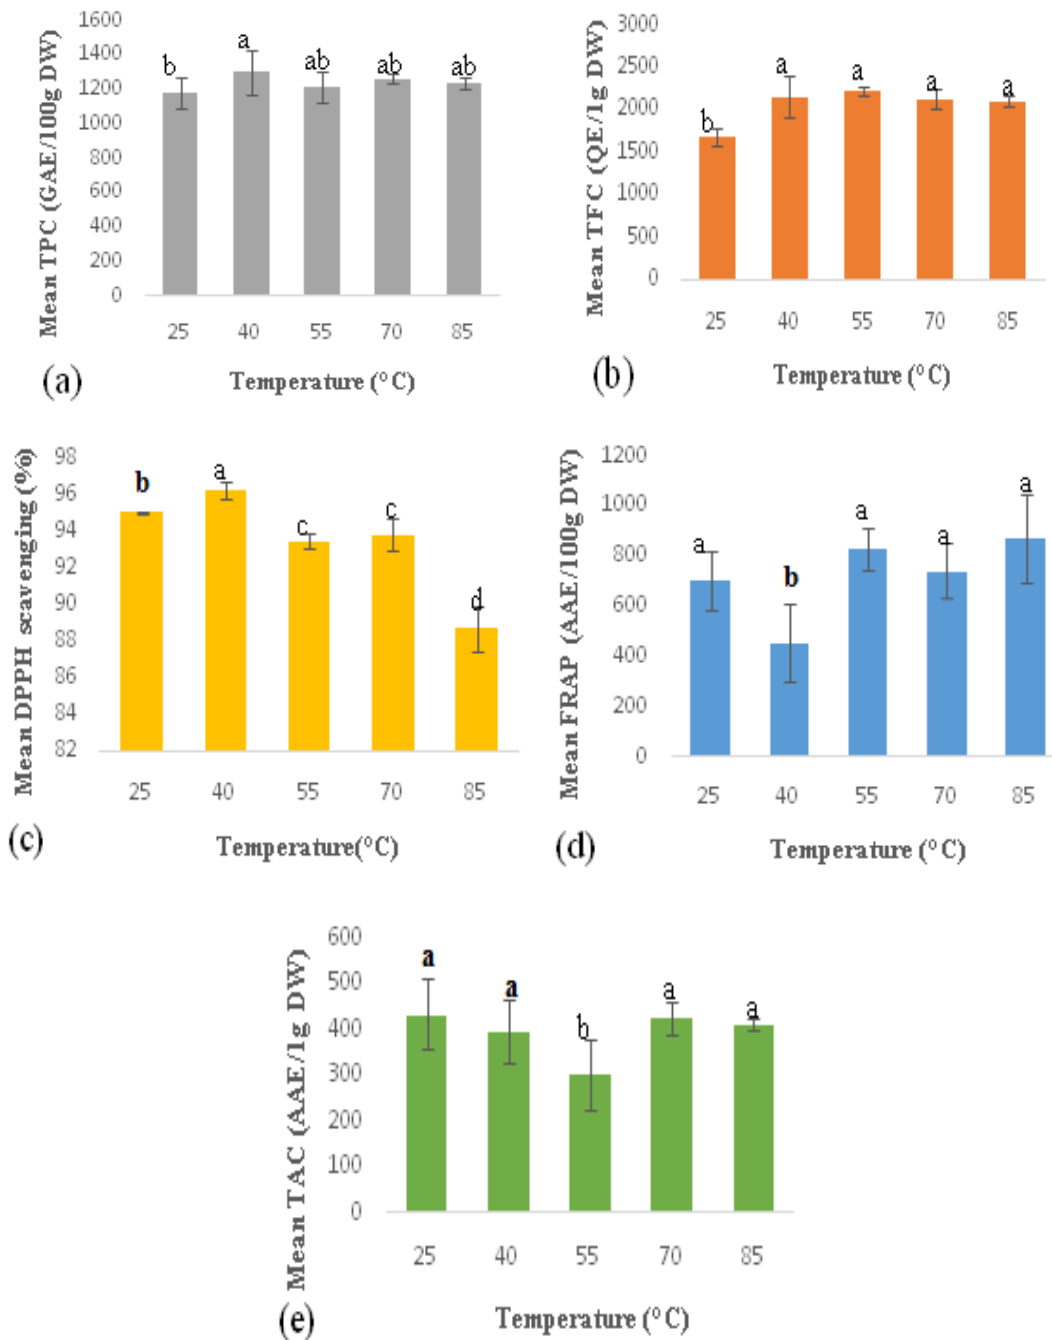 Mean TPC (GAE/100g DW)
1600
1400
1200
1000
800
600
400
200
0
b
a
ab
ab
ab
25
40
55
70
85
Temperature (°C)
(a)
Mean TFC (QE/1g DW)
3000
2500
2000
1500
1000
500
0
b
a
a
a
a
25
40
55
70
85
Temperature (°C)
(b)
Mean DPPH scavenging (%)
98
96
94
92
90
88
86
84
82
b
a
c
c
d
25
40
55
70
85
Temperature(°C)
(c)
Mean FRAP (AAE/100g DW)
1200
1000
800
600
400
200
0
a
b
a
a
a
25
40
55
70
85
Temperature (°C)
(d)
Mean TAC (AAE/1g DW)
600
500
400
300
200
100
0
a
a
b
a
a
25
40
55
70
85
Temperature (°C)
(e)